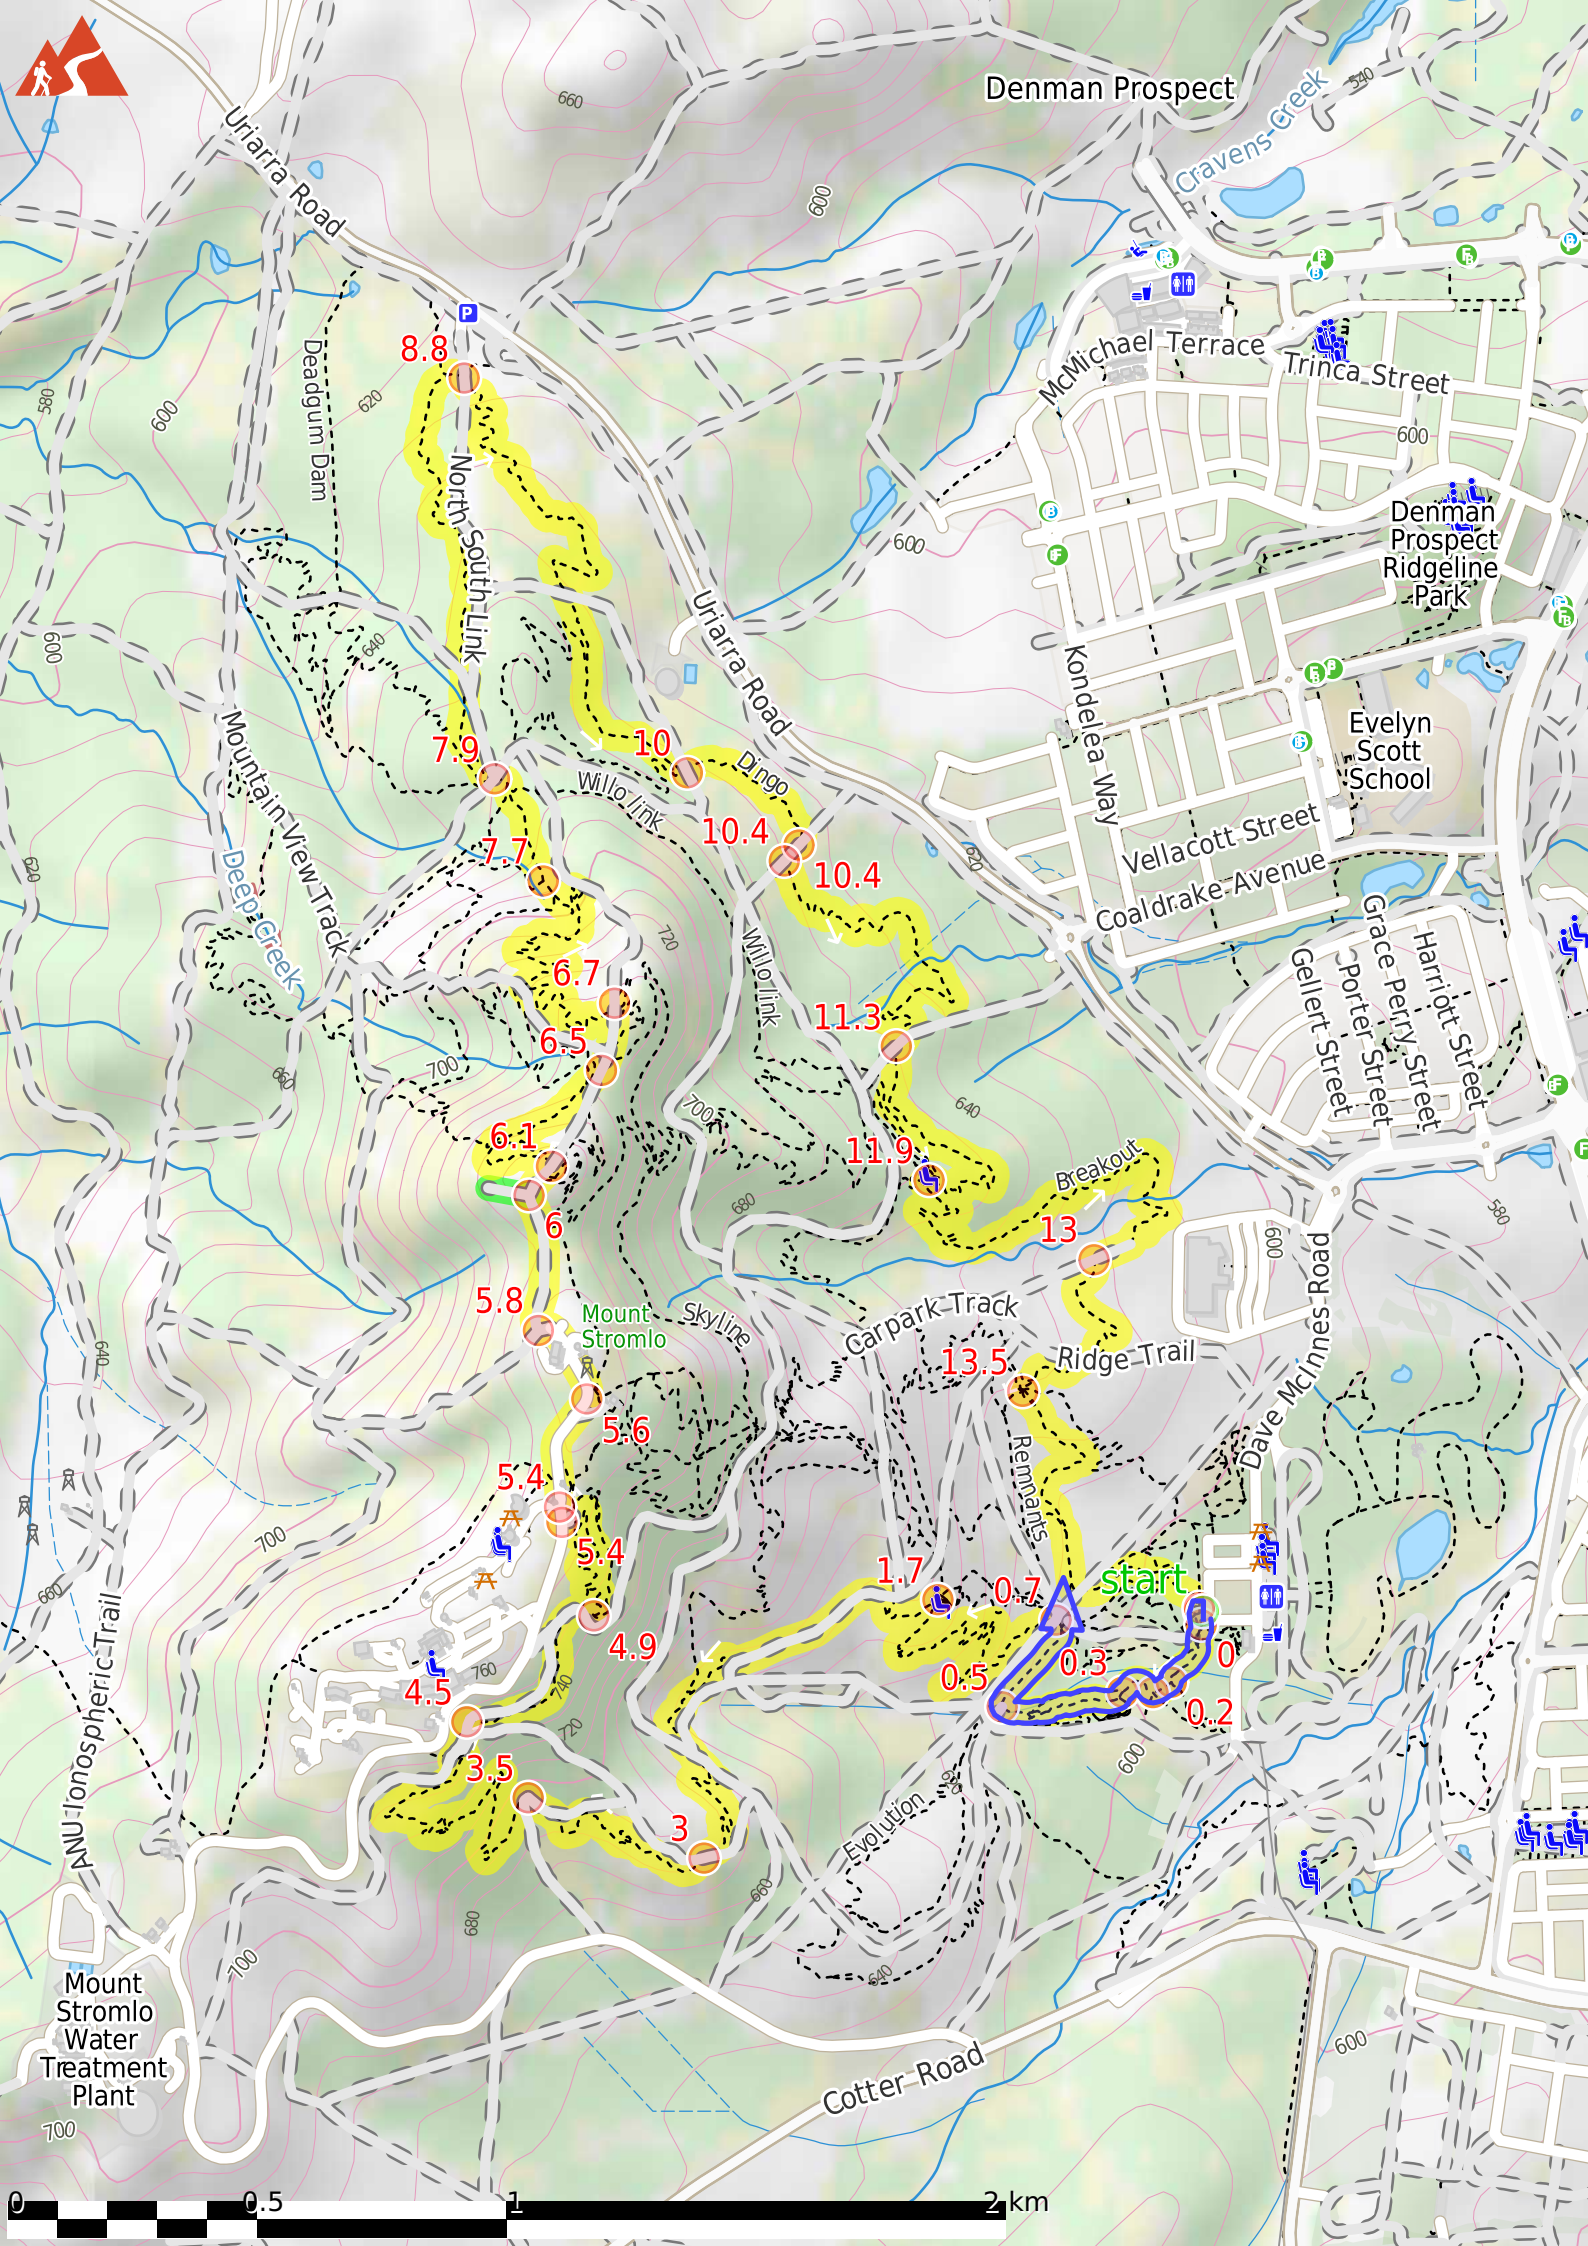 Denman Prospect
Cravens Creek
540
660
600
Uriarra Road
P
8.8
McMichael Terrace
Trinca Street
Deadgum Dam
620
580
600
600
North South Link
600
Denman
Prospect
Ridgeline
Park
Uriarra Road
640
600
Kondelea Way
Mountain View Track
7.9
10
Dingo
Evelyn
Scott
School
Willo link
10.4
10.4
7.7
620
620
Vellacott Street
Coaldrake Avenue
Deep Creek
720
Willo link
Grace Perry Street
Harriott Street
Gellert Street
Porter Street
6.7
11.3
6.5
700
660
700
640
6.1
11.9
Breakout
6
680
13
580
600
5.8
Mount
Stromlo
Skyline
Carpark Track
640
13.5
Ridge Trail
Dave McInnes Road
5.6
Remnants
5.4
700
5.4
1.7
start
0.7
660
4.9
0.3
0
0.5
760
740
4.5
0.2
720
600
3.5
620
ANU Ionospheric Trail
3
Evolution
660
680
700
640
Mount
Stromlo
Water
Treatment
Plant
600
Cotter Road
700
0
0.5
1
2 km